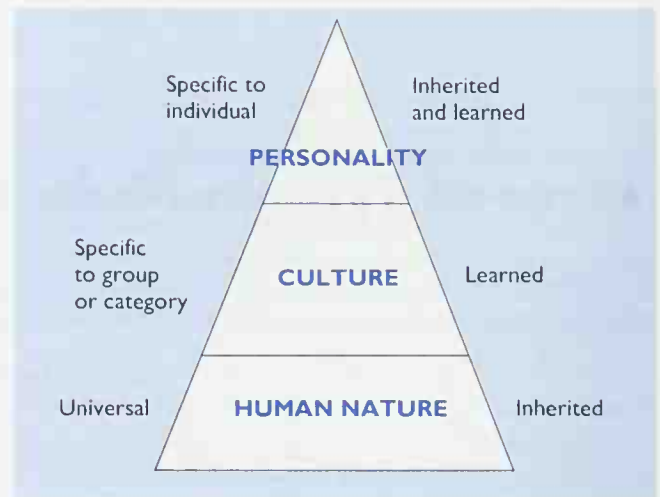 Specific to
individual
Inherited
and learned
PERSONALITY
Specific
to group
or category
CULTURE
Learned
Universal
HUMAN NATURE
Inherited